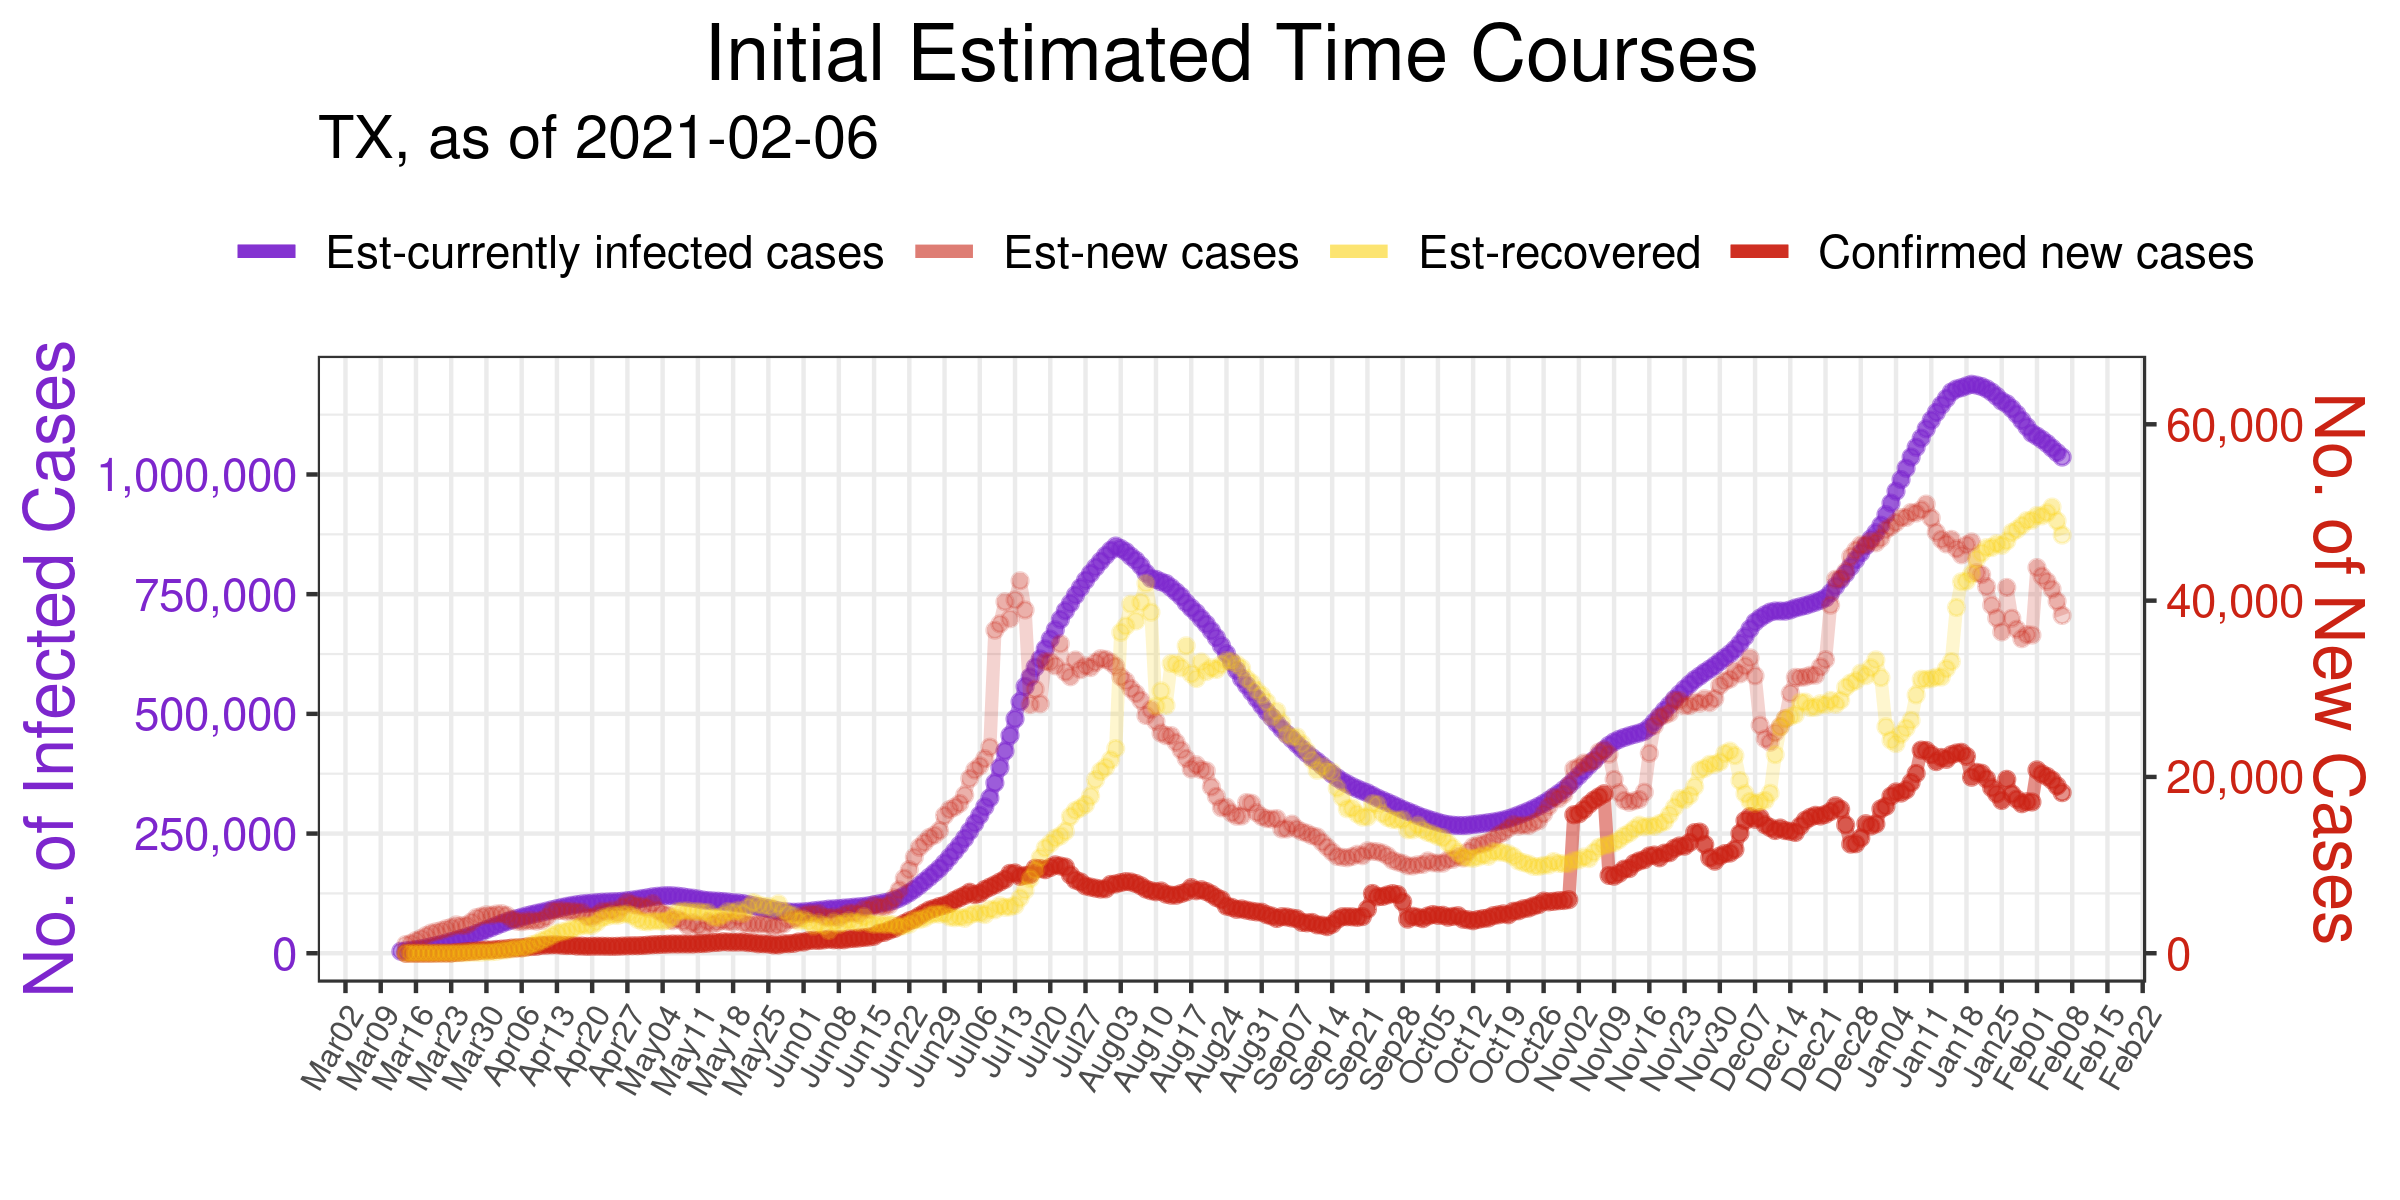 Initial Estimated Time Courses
TX, as of 2021-02-06
Est-currently infected cases Est-new cases Est-recovered Confirmed new cases
No. of Infected Cases
1,000,000
750,000
500,000
250,000
0
60,000
40,000
20,000
0
No. of New Cases
Mar02 Mar09 Mar16 Mar23 Mar30 Apr06 Apr13 Apr20 Apr27 May04 May11 May18 May25 Jun01 Jun08 Jun15 Jun22 Jun29 Jul06 Jul13 Jul20 Jul27 Aug03 Aug10 Aug17 Aug24 Aug31 Sep07 Sep14 Sep21 Sep28 Oct05 Oct12 Oct19 Oct26 Nov02 Nov09 Nov16 Nov23 Nov30 Dec07 Dec14 Dec21 Dec28 Jan04 Jan11 Jan18 Jan25 Feb01 Feb08 Feb15 Feb22